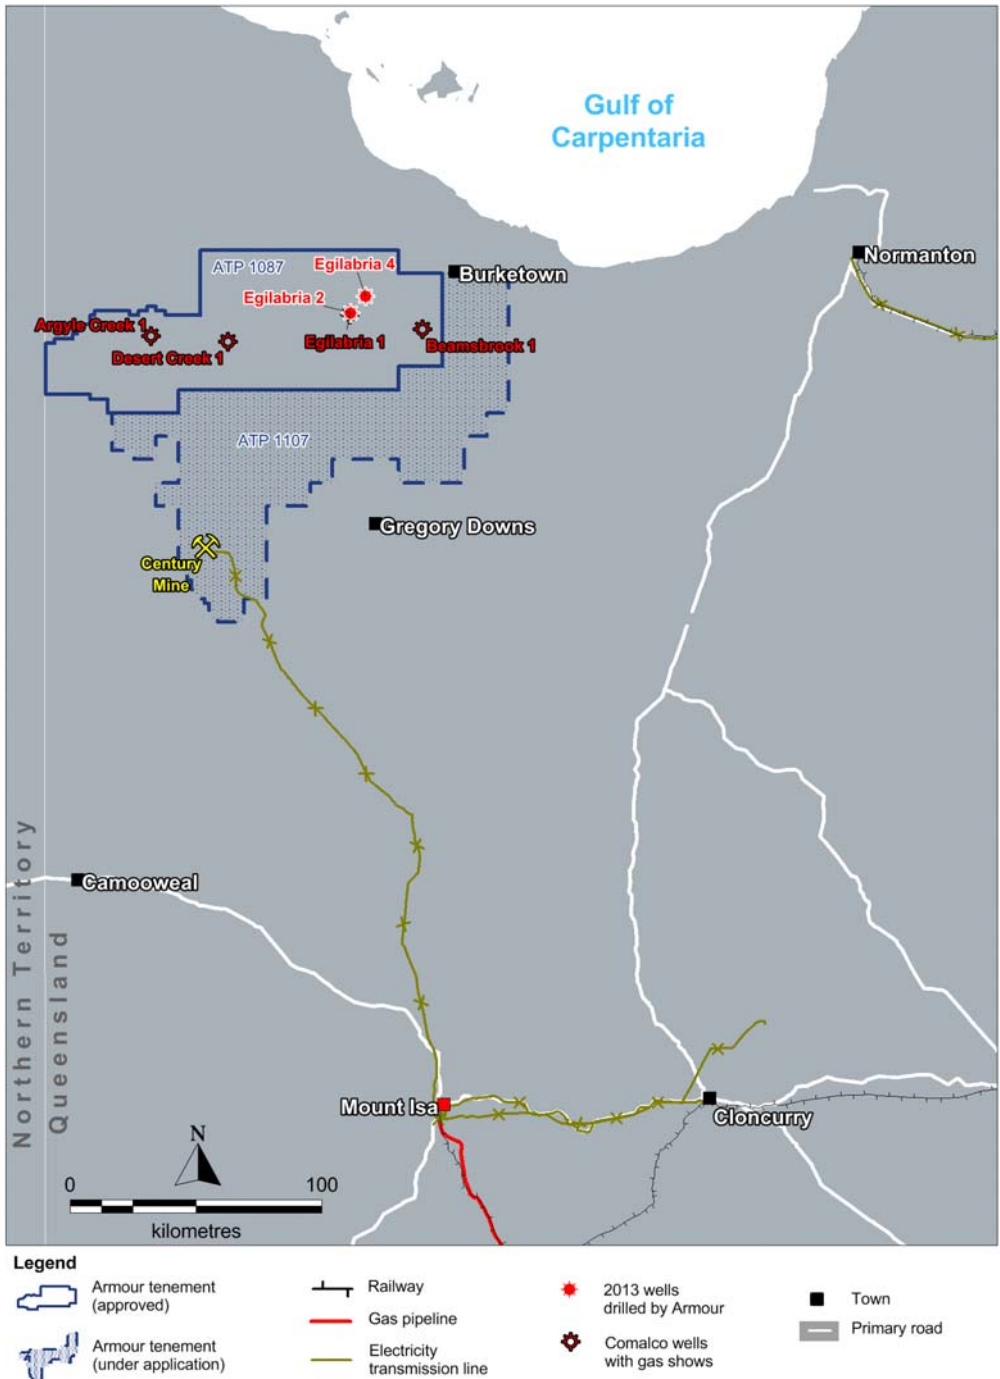 Gulf of
Carpentaria
Normanton
ATP 1087
Egilabria 4
Burketown
Egilabria 2
Argyle Creek 1
Egilabria 1
Beamsbrook 1
Desert Creek 1
ATP 1107
Gregory Downs
Century
Mine
Northern Territory
Queensland
Camooweal
Mount Isa
Cloncurry
N
0 100
kilometres
Legend
Armour tenement
(approved)
Armour tenement
(under application)
Railway
Gas pipeline
Electricity
transmission line
2013 wells
drilled by Armour
Comalco wells
with gas shows
Town
Primary road